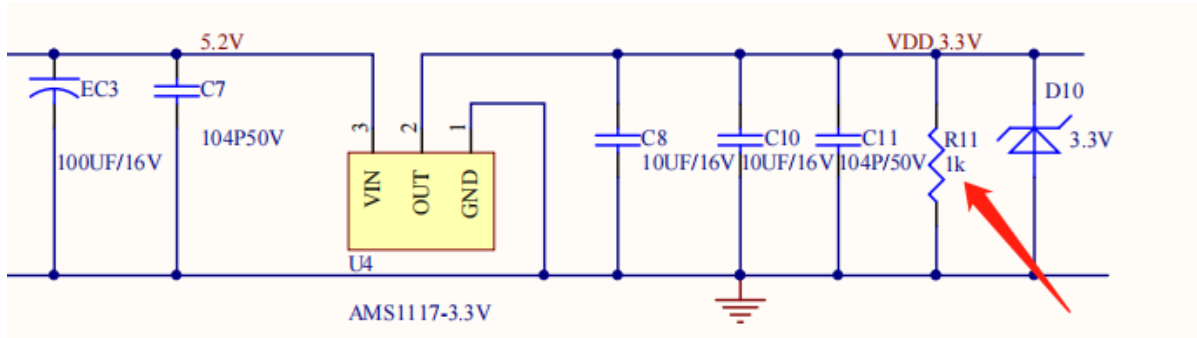 5.2V
VDD 3.3V
EC3
C7
D10
104P50V
3
2
1
C8
C10
C11
R11
3.3V
100UF/16V
10UF/16V
10UF/16V
104P/50V
1k
VIN
OUT
GND
U4
AMS1117-3.3V